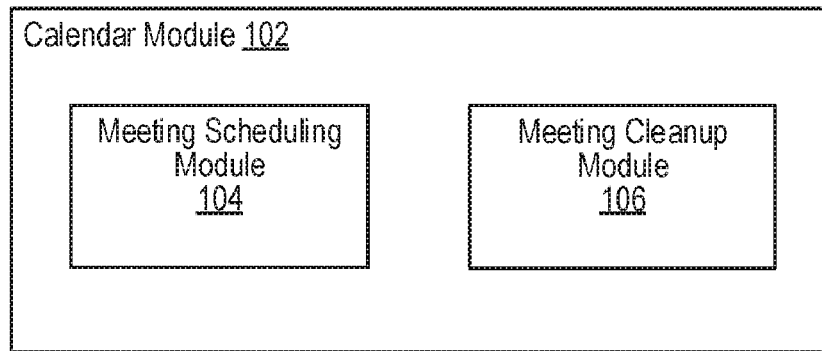 Calendar Module 102
Meeting Scheduling
Module
104
Meeting Cleanup
Module
106